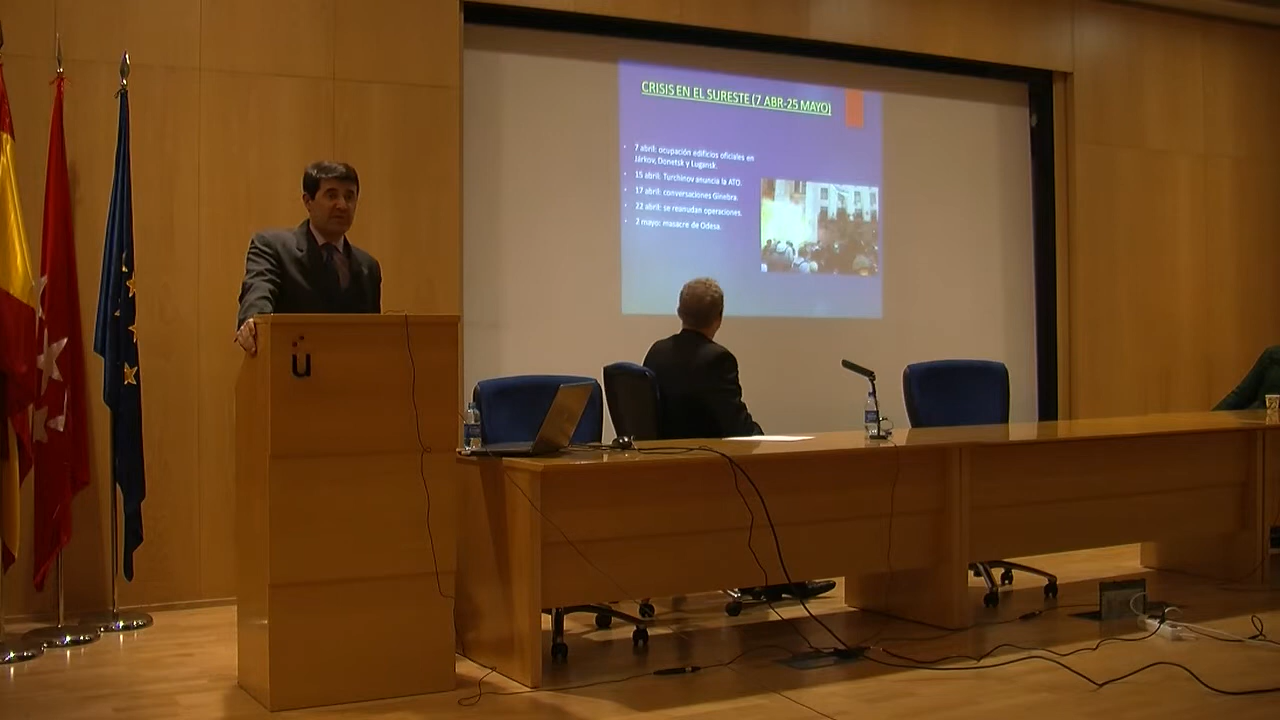 CRISIS EN EL SURESTE (7 ABR-25 MAYO)
• 7 abril: ocupación edificios oficiales en
Járkov, Donetsk y Lugansk.
• 15 abril: Turchinov anuncia la ATO.
• 17 abril: conversaciones Ginebra.
• 22 abril: se reanudan operaciones.
• 2 mayo: masacre de Odesa.
ü